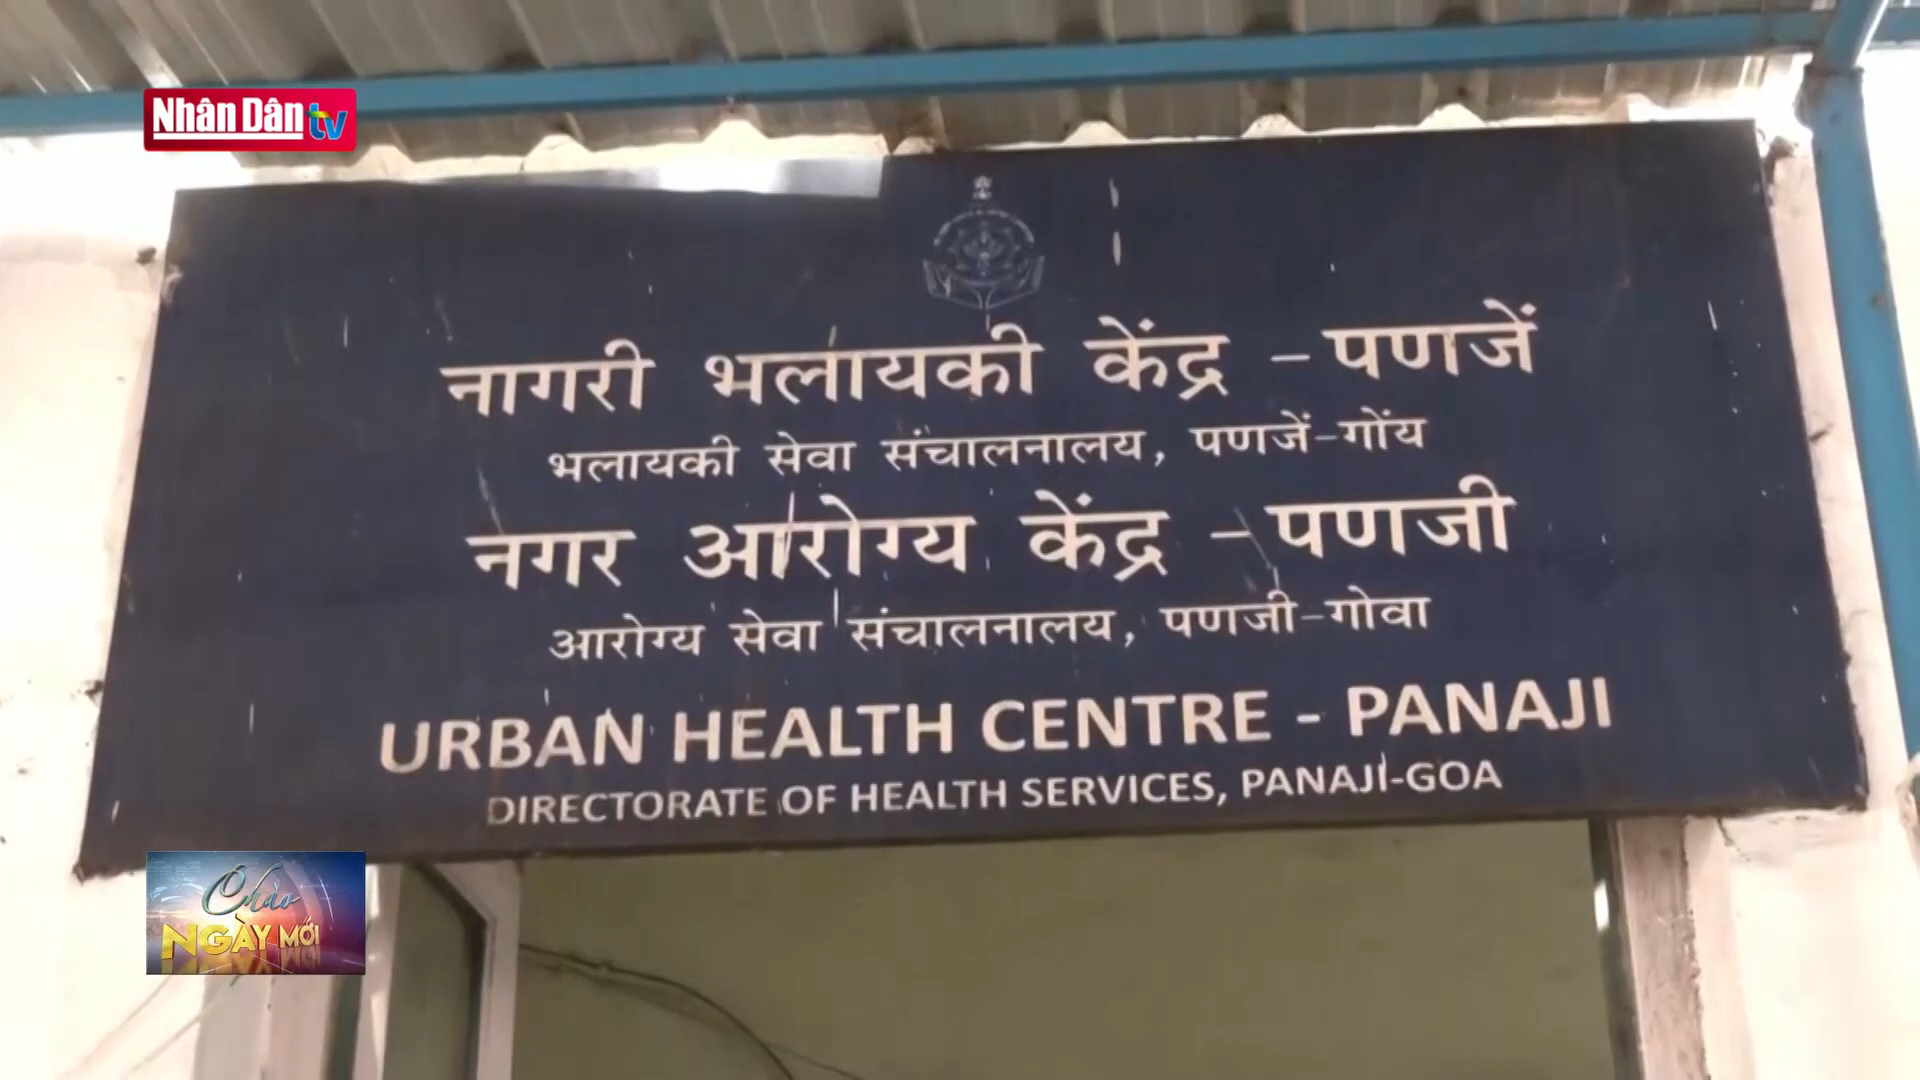 Nhân Dân tv
नागरी भलायकी केंद्र – पणजें
भलायकी सेवा संचालनालय, पणजें-गोंय
नगर आरोग्य केंद्र – पणजी
आरोग्य सेवा संचालनालय, पणजी-गोवा
URBAN HEALTH CENTRE - PANAJI
DIRECTORATE OF HEALTH SERVICES, PANAJI-GOA
Chào
NGÀY MỚI